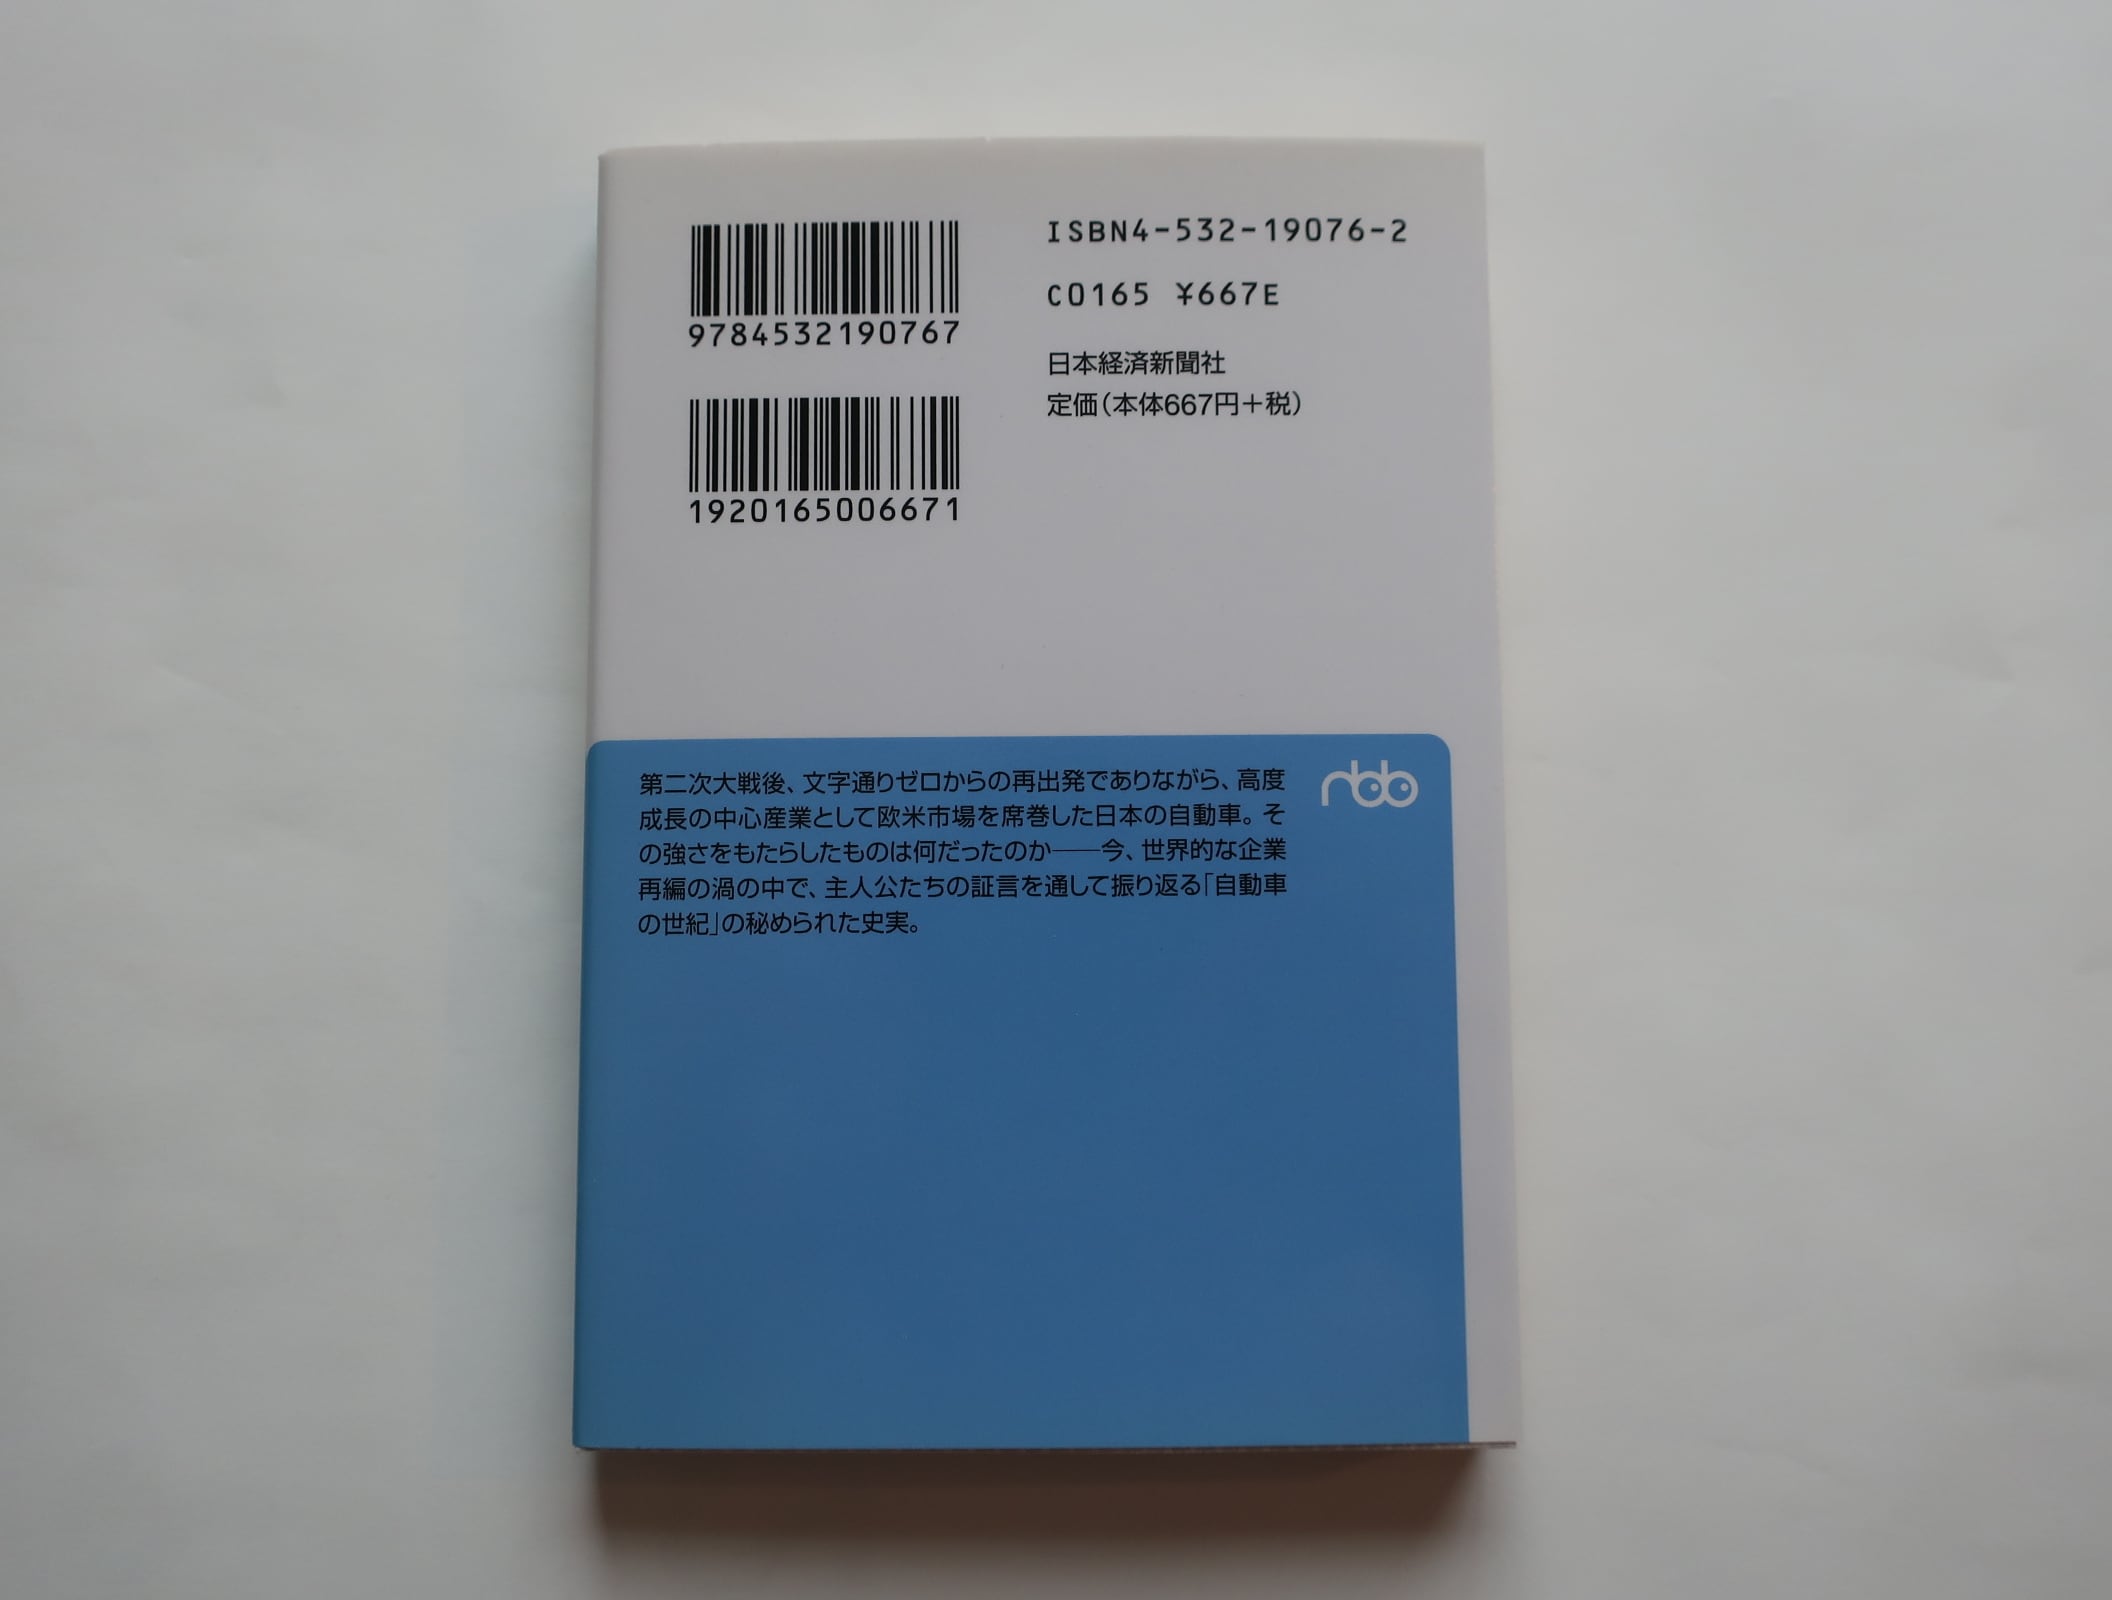 9784532190767
1920165006671
ISBN4-532-19076-2
C0165 ¥667E
日本経済新聞社
定価(本体667円+税)
nbb
第二次大戦後、文字通りゼロからの再出発でありながら、高度
成長の中心産業として欧米市場を席巻した日本の自動車。そ
の強さをもたらしたものは何だったのか――今、世界的な企業
再編の渦の中で、主人公たちの証言を通して振り返る「自動車
の世紀」の秘められた史実。